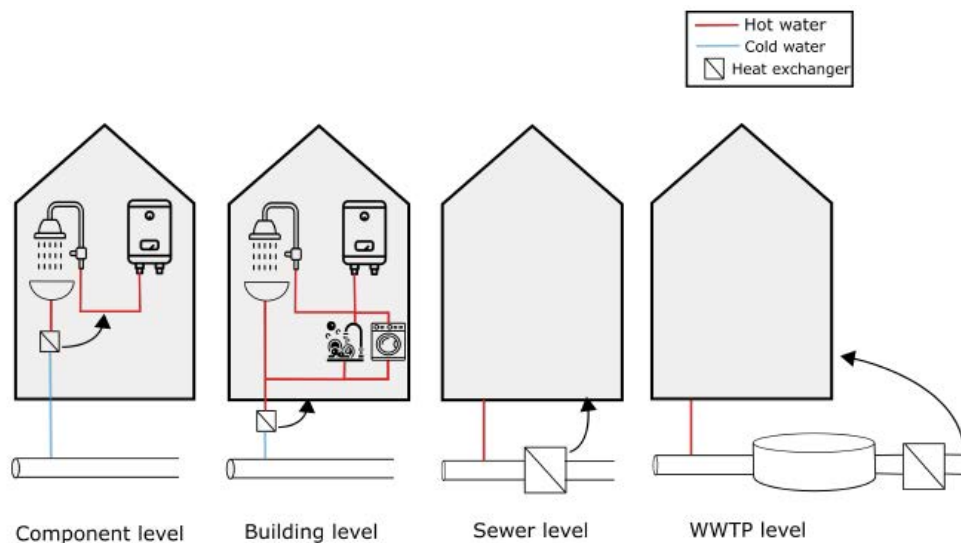 Hot water
Cold water
Heat exchanger
Component level
Building level
Sewer level
WWTP level